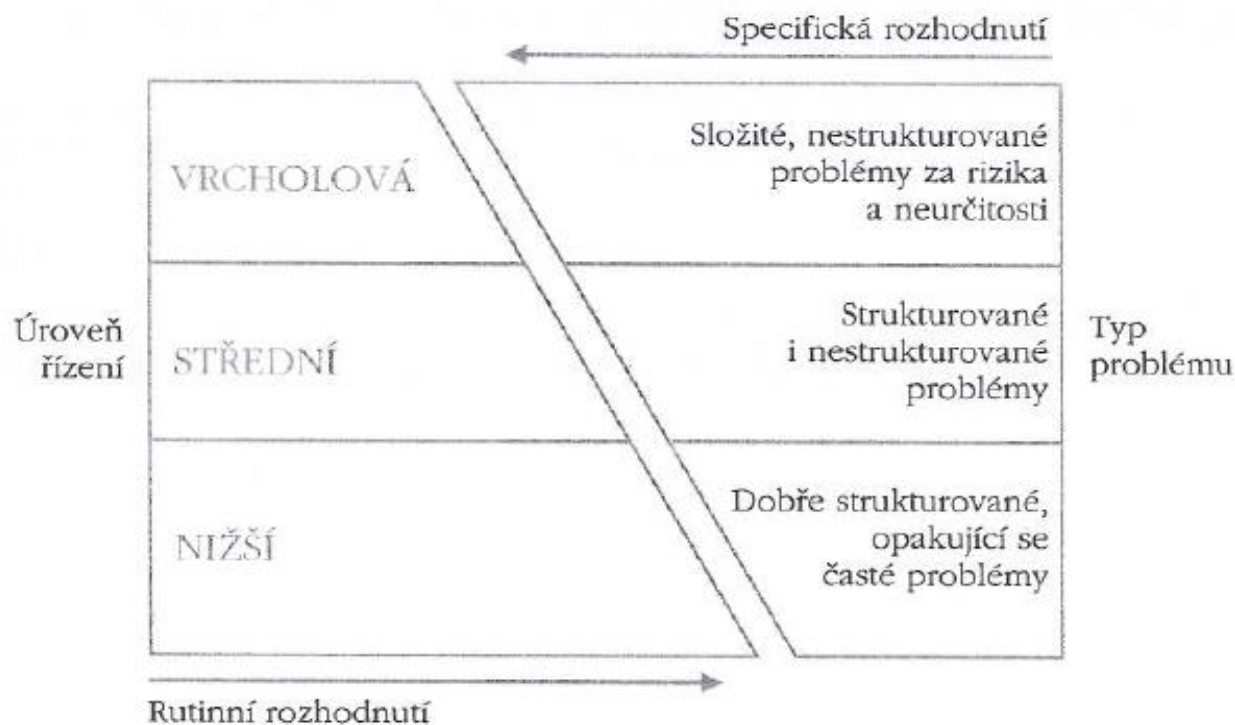 Specifická rozhodnutí
VRCHOLOVÁ
Složité, nestrukturované
problémy za rizika
a neurčitosti
Úroveň
řízení
STŘEDNÍ
Strukturované
i nestrukturované
problémy
Typ
problému
NIŽŠÍ
Dobře strukturované,
opakující se
časté problémy
Rutinní rozhodnutí